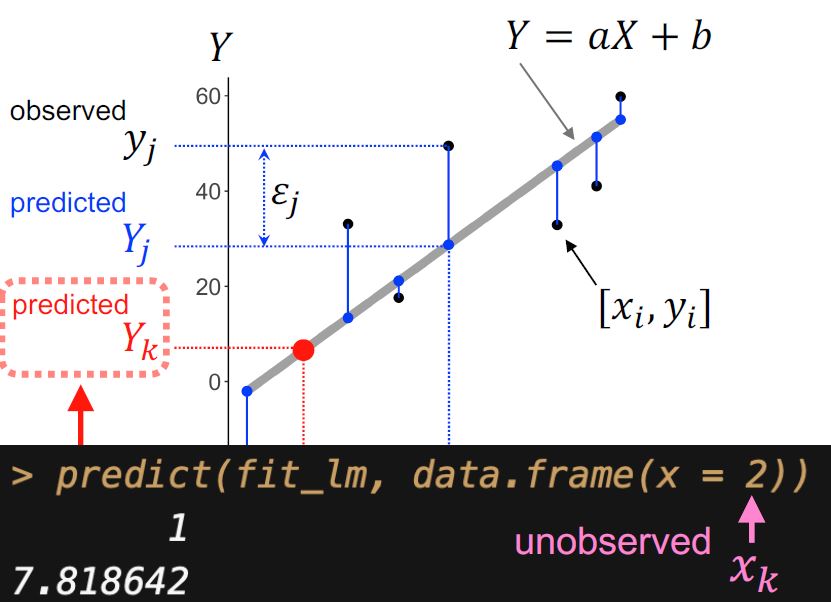 Y
Y = aX + b
60
observed
y_j
40
ε_j
predicted
Y_j
20
predicted
Y_k
[x_i, y_i]
0
> predict(fit_lm, data.frame(x = 2))
1
unobserved
x_k
7.818642